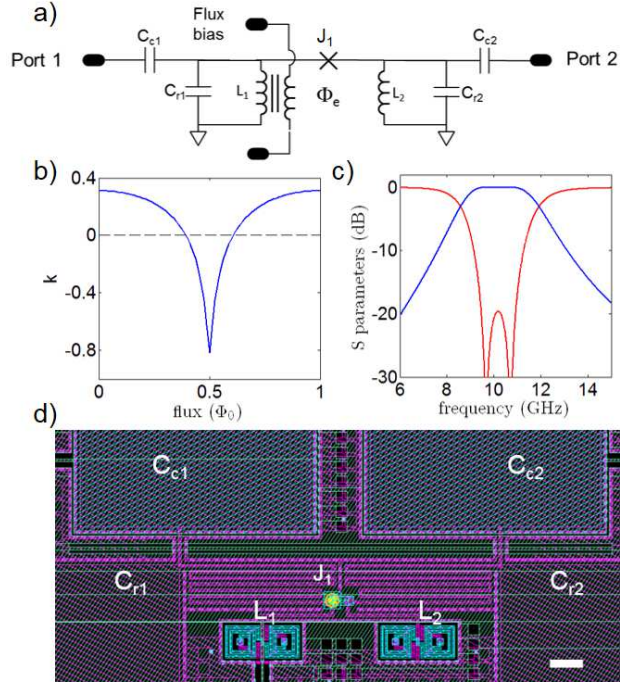 a)
Flux
bias
C_c1
J_1
C_c2
Port 1
Port 2
C_r1
L_1
Φ_e
L_2
C_r2
b)
c)
0.4
0
-0.4
-0.8
k
0
0.5
1
flux (Φ_0)
0
-10
-20
-30
S parameters (dB)
6
8
10
12
14
frequency (GHz)
d)
C_c1
C_c2
C_r1
J_1
C_r2
L_1
L_2